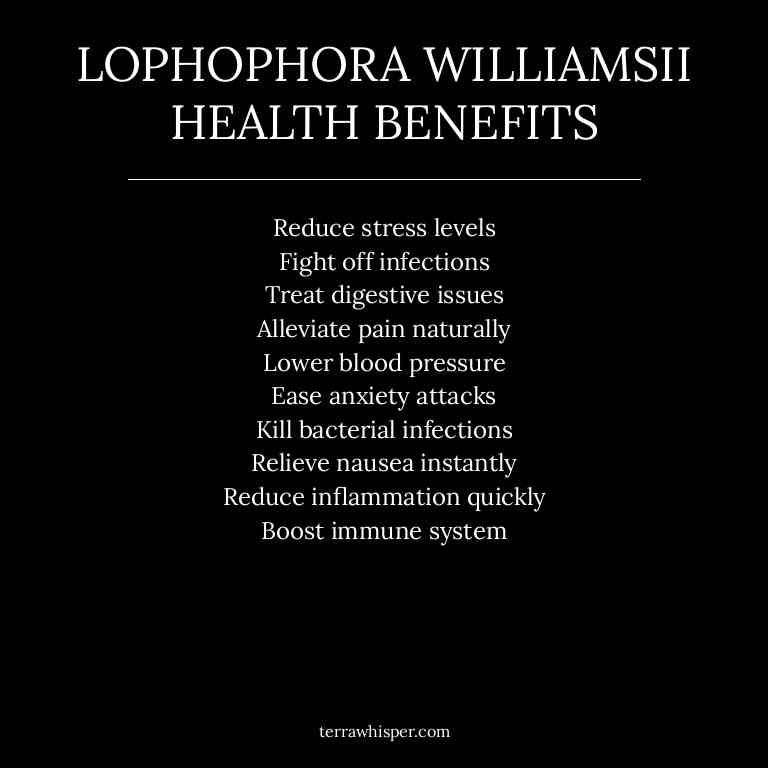 LOPHOPHORA WILLIAMSII
HEALTH BENEFITS
Reduce stress levels
Fight off infections
Treat digestive issues
Alleviate pain naturally
Lower blood pressure
Ease anxiety attacks
Kill bacterial infections
Relieve nausea instantly
Reduce inflammation quickly
Boost immune system
terrawhisper.com